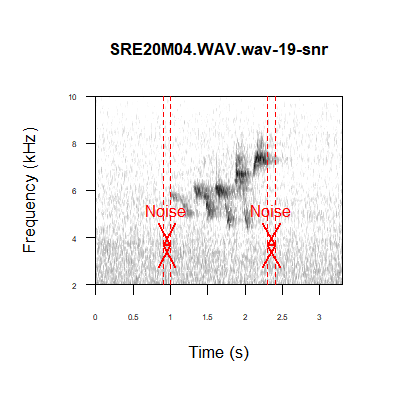 SRE20M04.WAV.wav-19-snr
Frequency (kHz)
10
8
6
4
2
Noise
Noise
0 0.5 1 1.5 2 2.5 3
Time (s)